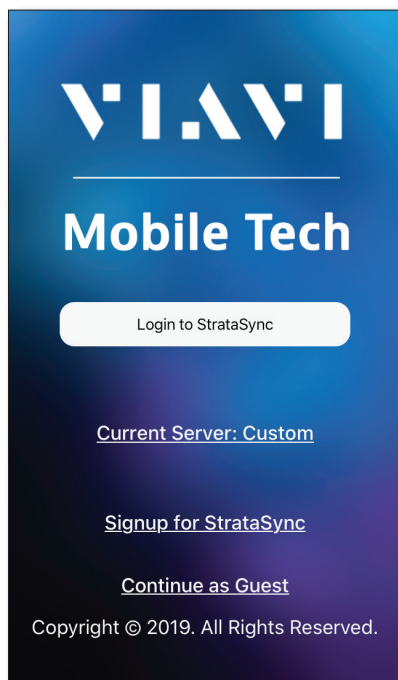 VIAVI
Mobile Tech
Login to StrataSync
Current Server: Custom
Signup for StrataSync
Continue as Guest
Copyright © 2019. All Rights Reserved.